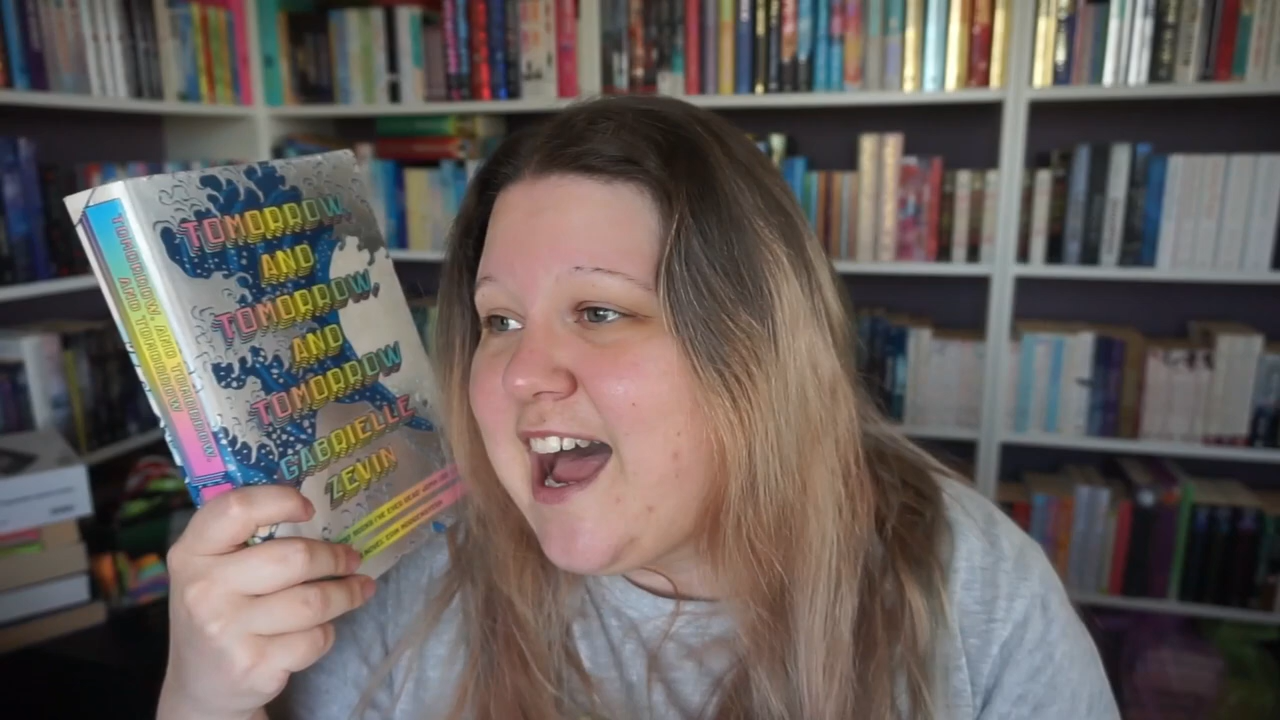 TOMORROW,
AND
TOMORROW,
AND
TOMORROW
GABRIELLE
ZEVIN
TOMORROW, AND TOMORROW,
AND TOMORROW